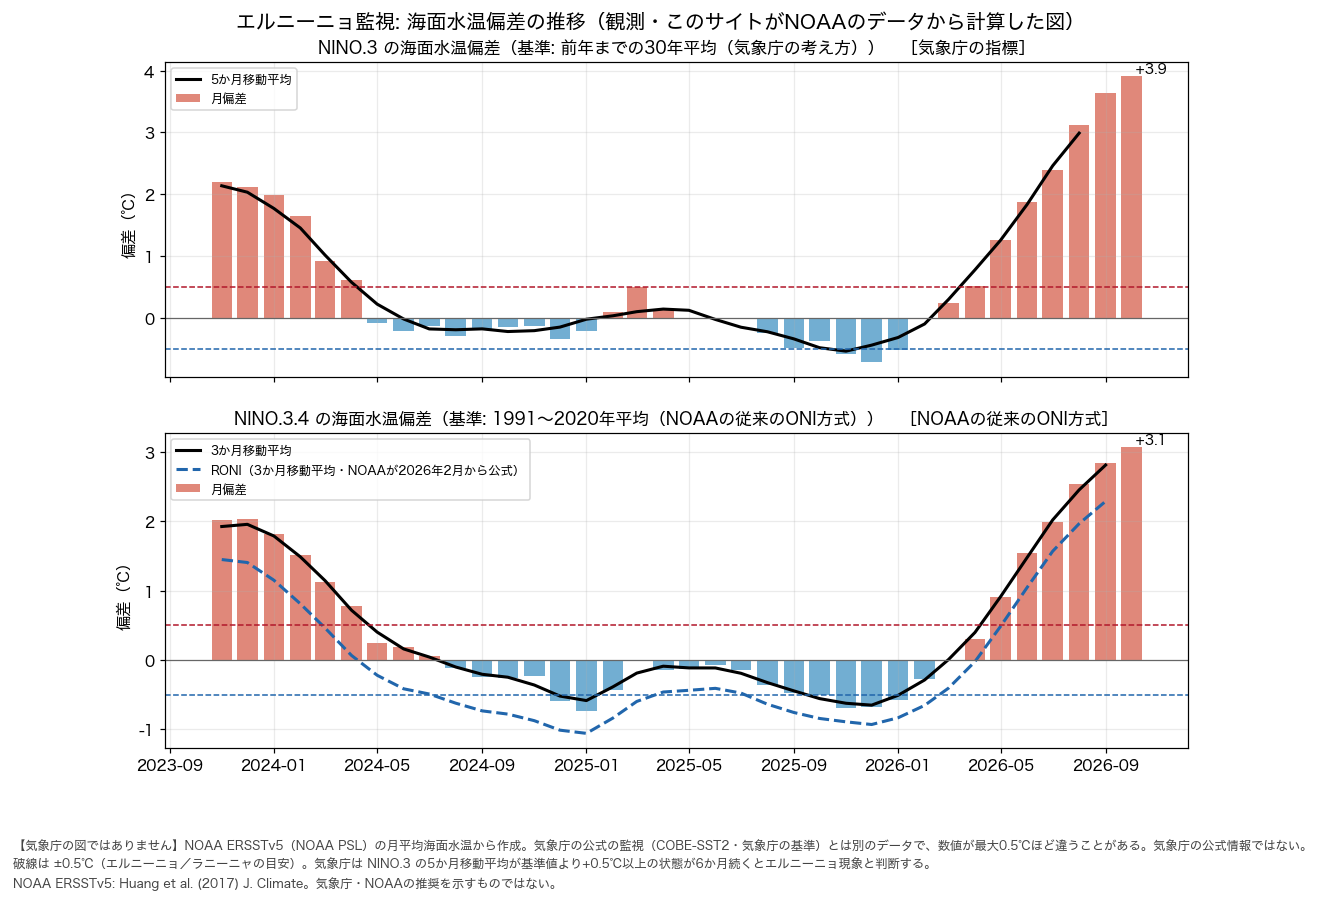 エルニーニョ監視: 海面水温偏差の推移（観測・このサイトがNOAAのデータから計算した図）
NINO.3 の海面水温偏差（基準: 前年までの30年平均（気象庁の考え方））　［気象庁の指標］
5か月移動平均
月偏差
+3.9
偏差（℃）
4
3
2
1
0
NINO.3.4 の海面水温偏差（基準: 1991～2020年平均（NOAAの従来のONI方式））　［NOAAの従来のONI方式］
3か月移動平均
RONI（3か月移動平均・NOAAが2026年2月から公式）
月偏差
+3.1
偏差（℃）
3
2
1
0
-1
2023-09 2024-01 2024-05 2024-09 2025-01 2025-05 2025-09 2026-01 2026-05 2026-09
【気象庁の図ではありません】NOAA ERSSTv5（NOAA PSL）の月平均海面水温から作成。気象庁の公式の監視（COBE-SST2・気象庁の基準）とは別のデータで、数値が最大0.5℃ほど違うことがある。気象庁の公式情報ではない。
破線は ±0.5℃（エルニーニョ／ラニーニャの目安）。気象庁は NINO.3 の5か月移動平均が基準値より+0.5℃以上の状態が6か月続くとエルニーニョ現象と判断する。
NOAA ERSSTv5: Huang et al. (2017) J. Climate。気象庁・NOAAの推奨を示すものではない。